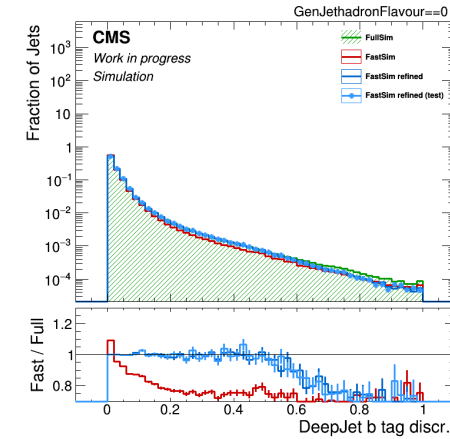 GenJethadronFlavour==0
CMS
Work in progress
Simulation
FullSim
FastSim
FastSim refined
FastSim refined (test)
Fraction of Jets
10³
10²
10
1
10⁻¹
10⁻²
10⁻³
10⁻⁴
Fast / Full
1.2
1
0.8
0 0.2 0.4 0.6 0.8 1
DeepJet b tag discr.